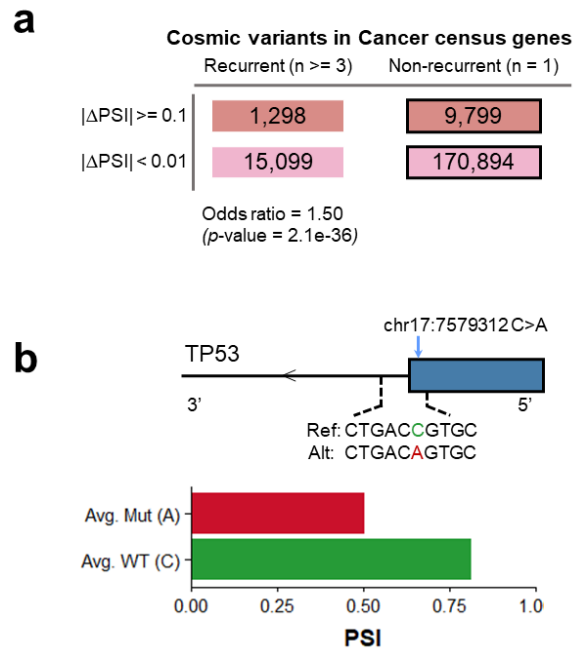 a
Cosmic variants in Cancer census genes
Recurrent (n >= 3) Non-recurrent (n = 1)
|ΔPSI| >= 0.1 1,298 9,799
|ΔPSI| < 0.01 15,099 170,894
Odds ratio = 1.50
(p-value = 2.1e-36)
b
chr17:7579312 C>A
TP53
3’ 5’
Ref: CTGACCGTGC
Alt: CTGACAGTGC
Avg. Mut (A)
Avg. WT (C)
0.00 0.25 0.50 0.75 1.0
PSI